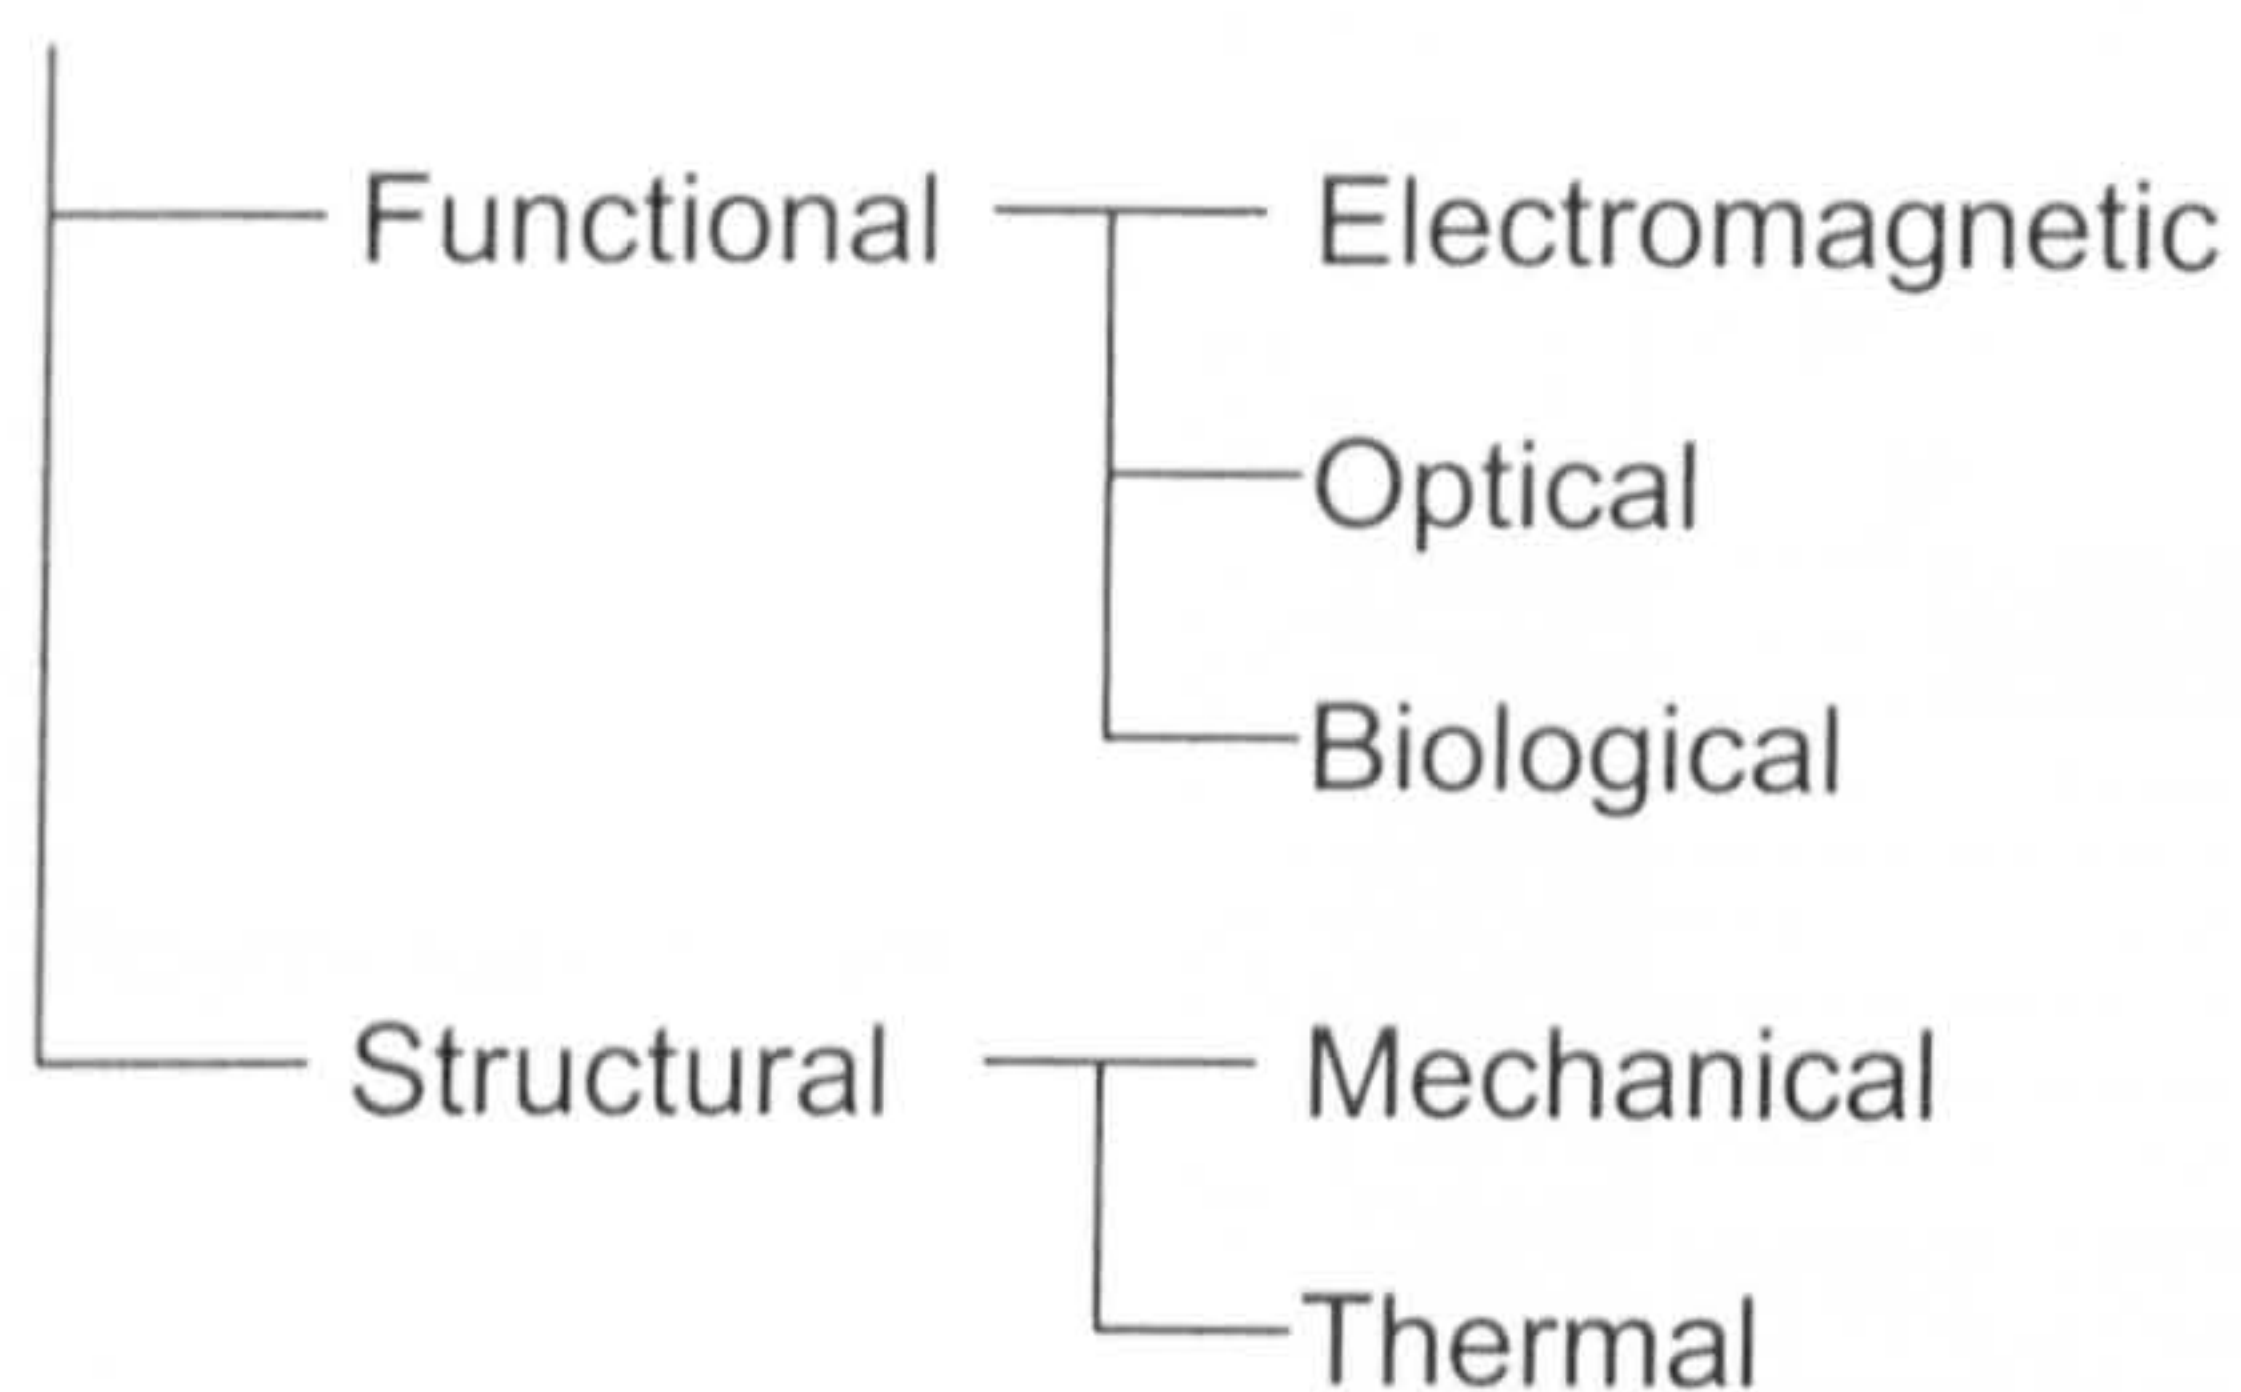 Functional
Electromagnetic
Optical
Biological
Structural
Mechanical
Thermal